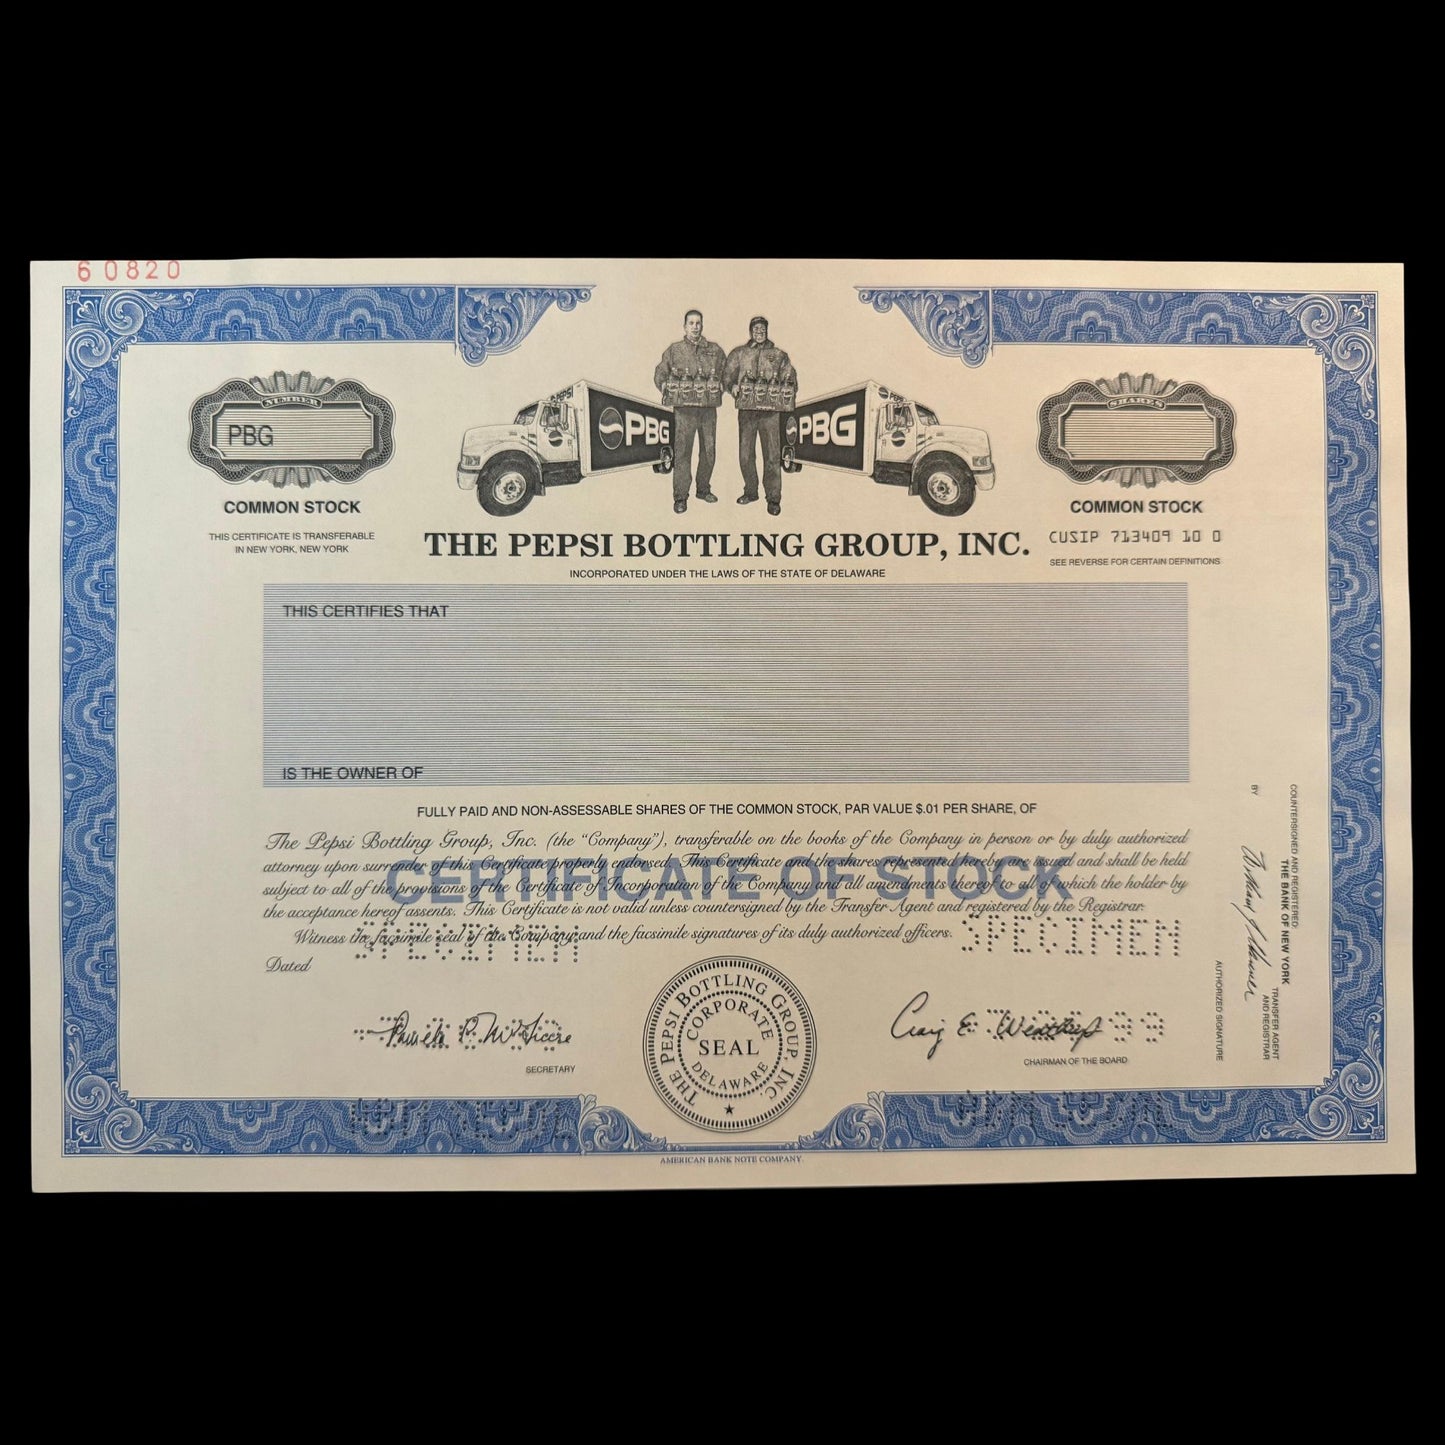 60820
NUMBER
PBG
COMMON STOCK
THIS CERTIFICATE IS TRANSFERABLE
IN NEW YORK, NEW YORK
PEPSI
PBG
PBG
SHARES
COMMON STOCK
CUSIP 713409 10 0
SEE REVERSE FOR CERTAIN DEFINITIONS
THE PEPSI BOTTLING GROUP, INC.
INCORPORATED UNDER THE LAWS OF THE STATE OF DELAWARE
THIS CERTIFIES THAT
IS THE OWNER OF
FULLY PAID AND NON-ASSESSABLE SHARES OF THE COMMON STOCK, PAR VALUE $.01 PER SHARE, OF
The Pepsi Bottling Group, Inc. (the “Company”), transferable on the books of the Company in person or by duly authorized
attorney upon surrender of this Certificate properly endorsed. This Certificate and the shares represented hereby are issued and shall be held
subject to all of the provisions of the Certificate of Incorporation of the Company and all amendments thereof to all of which the holder by
the acceptance hereof assents. This Certificate is not valid unless countersigned by the Transfer Agent and registered by the Registrar.
Witness the facsimile seal of the Company and the facsimile signatures of its duly authorized officers.
CERTIFICATE OF STOCK
SPECIMEN
SPECIMEN
Dated
SECRETARY
THE PEPSI BOTTLING GROUP, INC.
CORPORATE
SEAL
DELAWARE
Craig E. Weatherup
CHAIRMAN OF THE BOARD
COUNTERSIGNED AND REGISTERED:
THE BANK OF NEW YORK
TRANSFER AGENT
AND REGISTRAR
BY
AUTHORIZED SIGNATURE
AMERICAN BANK NOTE COMPANY.